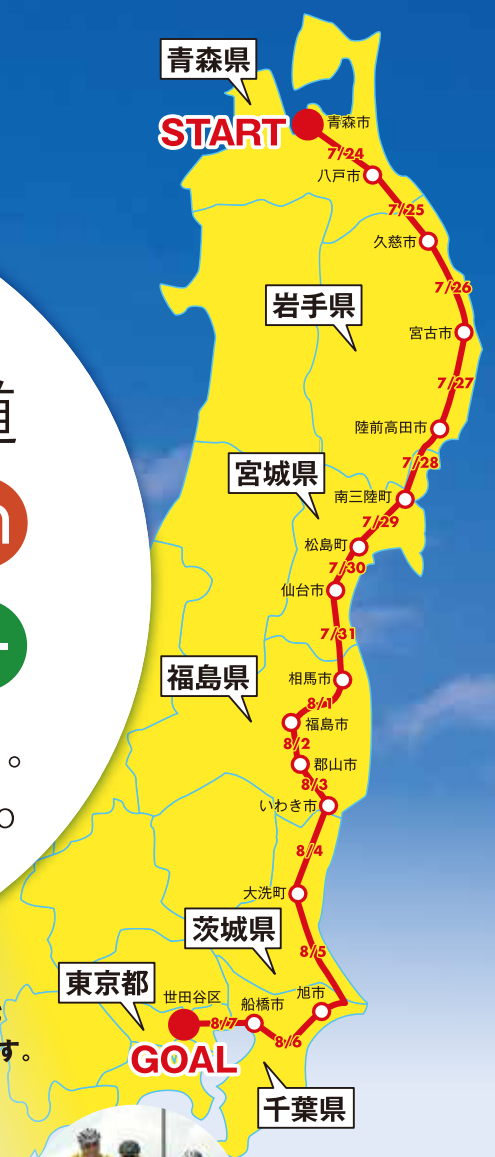 青森県
START
青森市
7/24
八戸市
7/25
久慈市
7/26
岩手県
宮古市
7/27
陸前高田市
7/28
宮城県
南三陸町
7/29
松島町
7/30
仙台市
7/31
福島県
相馬市
8/1
福島市
8/2
郡山市
8/3
いわき市
8/4
大洗町
茨城県
8/5
東京都
世田谷区
船橋市
旭市
8/7
8/6
GOAL
千葉県
す。